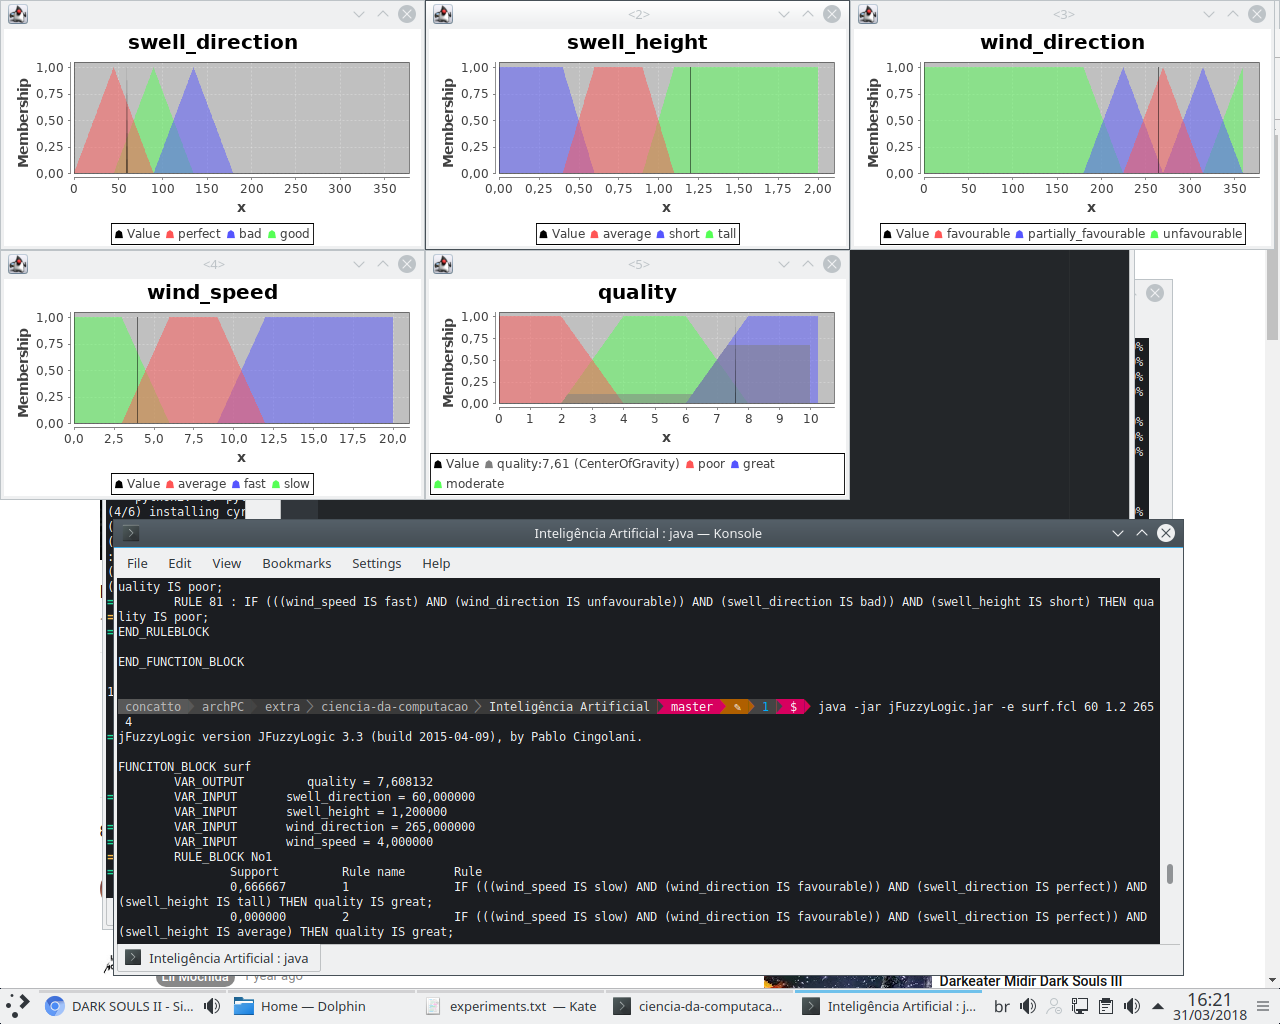 <2>
<3>
swell_direction
swell_height
wind_direction
Membership
1,00
0,75
0,50
0,25
0,00
0 50 100 150 200 250 300 350
x
Value perfect bad good
Membership
1,00
0,75
0,50
0,25
0,00
0,00 0,25 0,50 0,75 1,00 1,25 1,50 1,75 2,00
x
Value average short tall
Membership
1,00
0,75
0,50
0,25
0,00
0 50 100 150 200 250 300 350
x
Value favourable partially_favourable unfavourable
<4>
<5>
wind_speed
quality
Membership
1,00
0,75
0,50
0,25
0,00
0,0 2,5 5,0 7,5 10,0 12,5 15,0 17,5 20,0
x
Value average fast slow
Membership
1,00
0,75
0,50
0,25
0,00
0 1 2 3 4 5 6 7 8 9 10
x
Value quality:7,61 (CenterOfGravity) poor great
moderate
%
%
%
%
%
%
%
%
(4/6) installing cyr
Inteligência Artificial : java — Konsole
File Edit View Bookmarks Settings Help
uality IS poor;
RULE 81 : IF (((wind_speed IS fast) AND (wind_direction IS unfavourable)) AND (swell_direction IS bad)) AND (swell_height IS short) THEN qua
lity IS poor;
END_RULEBLOCK
END_FUNCTION_BLOCK
concatto archPC extra ciencia-da-computacao Inteligência Artificial master ✎ 1 $ java -jar jFuzzyLogic.jar -e surf.fcl 60 1.2 265
4
jFuzzyLogic version JFuzzyLogic 3.3 (build 2015-04-09), by Pablo Cingolani.
FUNCITON_BLOCK surf
VAR_OUTPUT quality = 7,608132
VAR_INPUT swell_direction = 60,000000
VAR_INPUT swell_height = 1,200000
VAR_INPUT wind_direction = 265,000000
VAR_INPUT wind_speed = 4,000000
RULE_BLOCK No1
Support Rule name Rule
0,666667 1 IF (((wind_speed IS slow) AND (wind_direction IS favourable)) AND (swell_direction IS perfect)) AND
(swell_height IS tall) THEN quality IS great;
0,000000 2 IF (((wind_speed IS slow) AND (wind_direction IS favourable)) AND (swell_direction IS perfect)) AND
(swell_height IS average) THEN quality IS great;
Inteligência Artificial : java
Lil Mochida 1 year ago
Darkeater Midir Dark Souls III
DARK SOULS II - Si... Home — Dolphin experiments.txt — Kate ciencia-da-computaca... Inteligência Artificial : j... br 16:21
31/03/2018